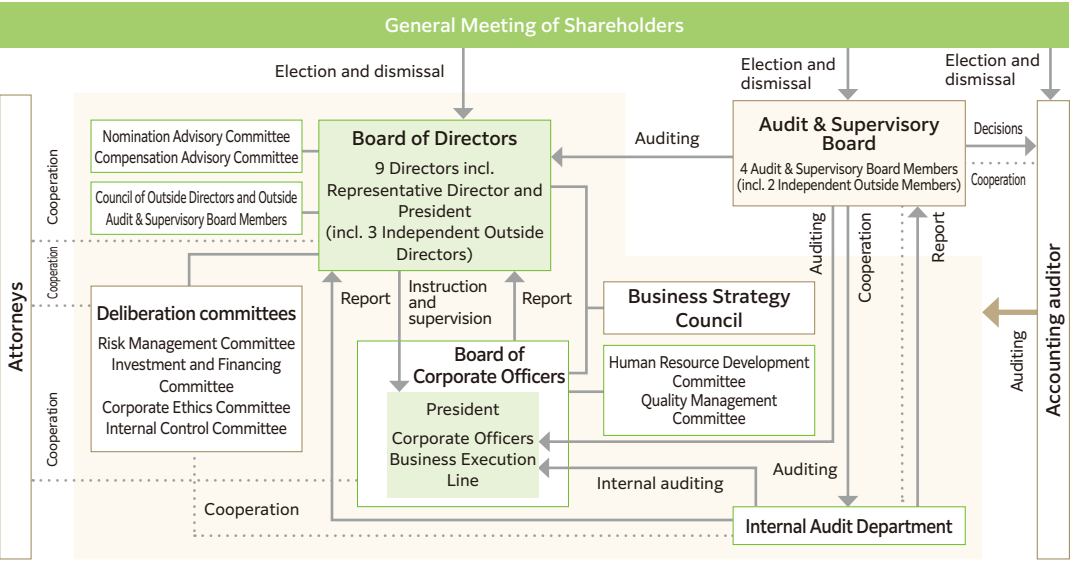 General Meeting of Shareholders
Election and dismissal
Election and
dismissal
Election and
dismissal
Attorneys
Cooperation
Cooperation
Cooperation
Nomination Advisory Committee
Compensation Advisory Committee
Council of Outside Directors and Outside
Audit & Supervisory Board Members
Board of Directors
9 Directors incl.
Representative Director and
President
(incl. 3 Independent Outside
Directors)
Auditing
Audit & Supervisory
Board
4 Audit & Supervisory Board Members
(incl. 2 Independent Outside Members)
Decisions
Cooperation
Accounting auditor
Auditing
Deliberation committees
Risk Management Committee
Investment and Financing
Committee
Corporate Ethics Committee
Internal Control Committee
Report
Instruction
and
supervision
Report
Business Strategy
Council
Auditing
Cooperation
Report
Board of
Corporate Officers
President
Corporate Officers
Business Execution
Line
Human Resource Development
Committee
Quality Management
Committee
Internal auditing
Auditing
Cooperation
Internal Audit Department